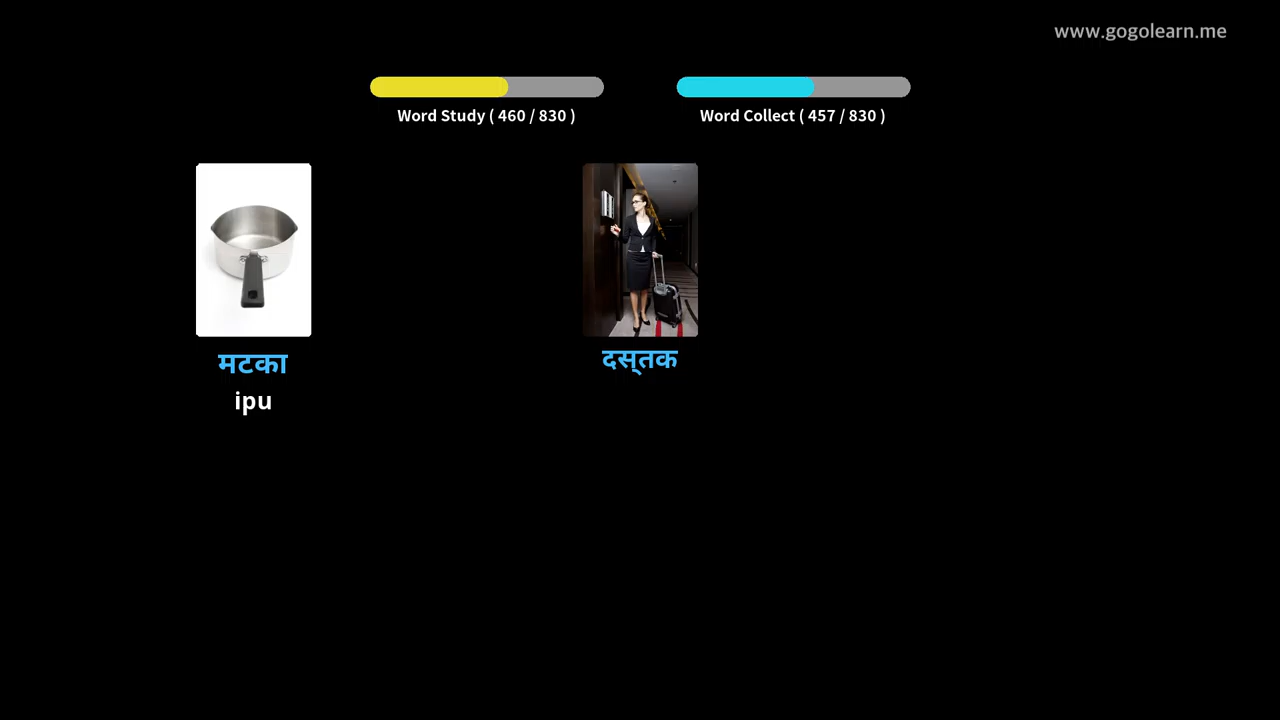 www.gogolearn.me
Word Study ( 460 / 830 )
Word Collect ( 457 / 830 )
मटका
ipu
दस्‌तक